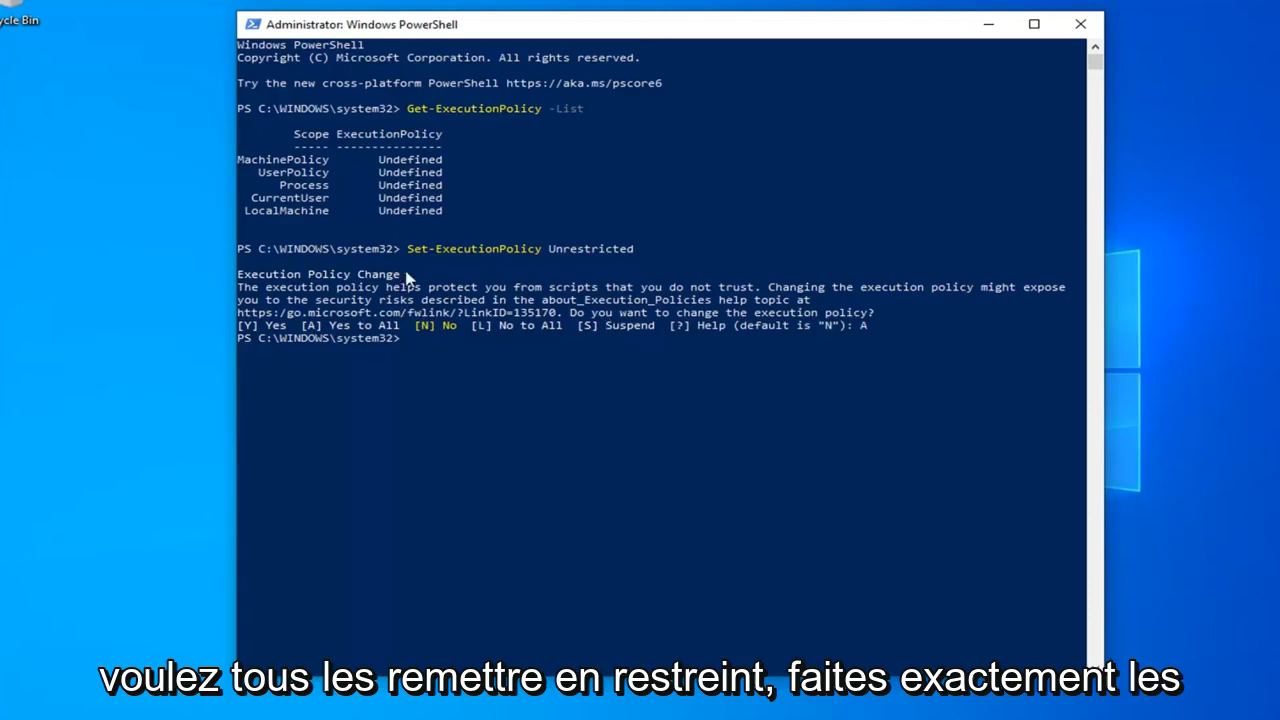 ycle Bin
Administrator: Windows PowerShell
Windows PowerShell
Copyright (C) Microsoft Corporation. All rights reserved.
Try the new cross-platform PowerShell https://aka.ms/pscore6
PS C:\WINDOWS\system32> Get-ExecutionPolicy -List
Scope ExecutionPolicy
----- ---------------
MachinePolicy Undefined
UserPolicy Undefined
Process Undefined
CurrentUser Undefined
LocalMachine Undefined
PS C:\WINDOWS\system32> Set-ExecutionPolicy Unrestricted
Execution Policy Change
The execution policy helps protect you from scripts that you do not trust. Changing the execution policy might expose
you to the security risks described in the about_Execution_Policies help topic at
https:/go.microsoft.com/fwlink/?LinkID=135170. Do you want to change the execution policy?
[Y] Yes [A] Yes to All [N] No [L] No to All [S] Suspend [?] Help (default is "N"): A
PS C:\WINDOWS\system32>
voulez tous les remettre en restreint, faites exactement les